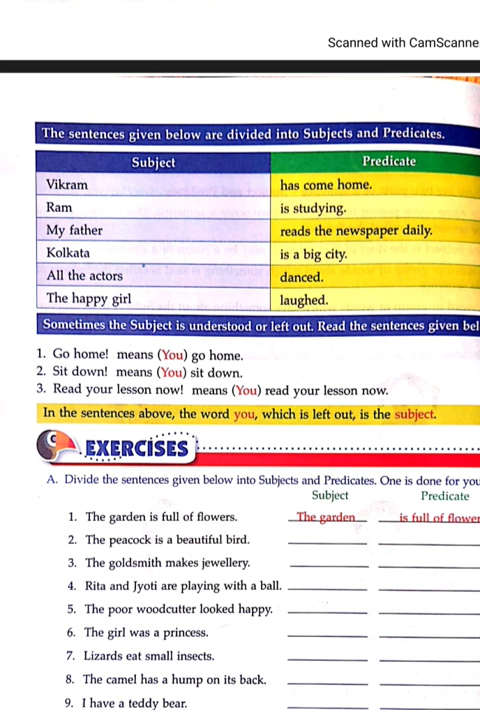 Scanned with CamScanne
The sentences given below are divided into Subjects and Predicates.
Subject Predicate
Vikram has come home.
Ram is studying.
My father reads the newspaper daily.
Kolkata is a big city.
All the actors danced.
The happy girl laughed.
Sometimes the Subject is understood or left out. Read the sentences given bel
1. Go home! means (You) go home.
2. Sit down! means (You) sit down.
3. Read your lesson now! means (You) read your lesson now.
In the sentences above, the word you, which is left out, is the subject.
EXERCISES
A. Divide the sentences given below into Subjects and Predicates. One is done for you
Subject Predicate
1. The garden is full of flowers. The garden is full of flower
2. The peacock is a beautiful bird.
3. The goldsmith makes jewellery.
4. Rita and Jyoti are playing with a ball.
5. The poor woodcutter looked happy.
6. The girl was a princess.
7. Lizards eat small insects.
8. The camel has a hump on its back.
9. I have a teddy bear.